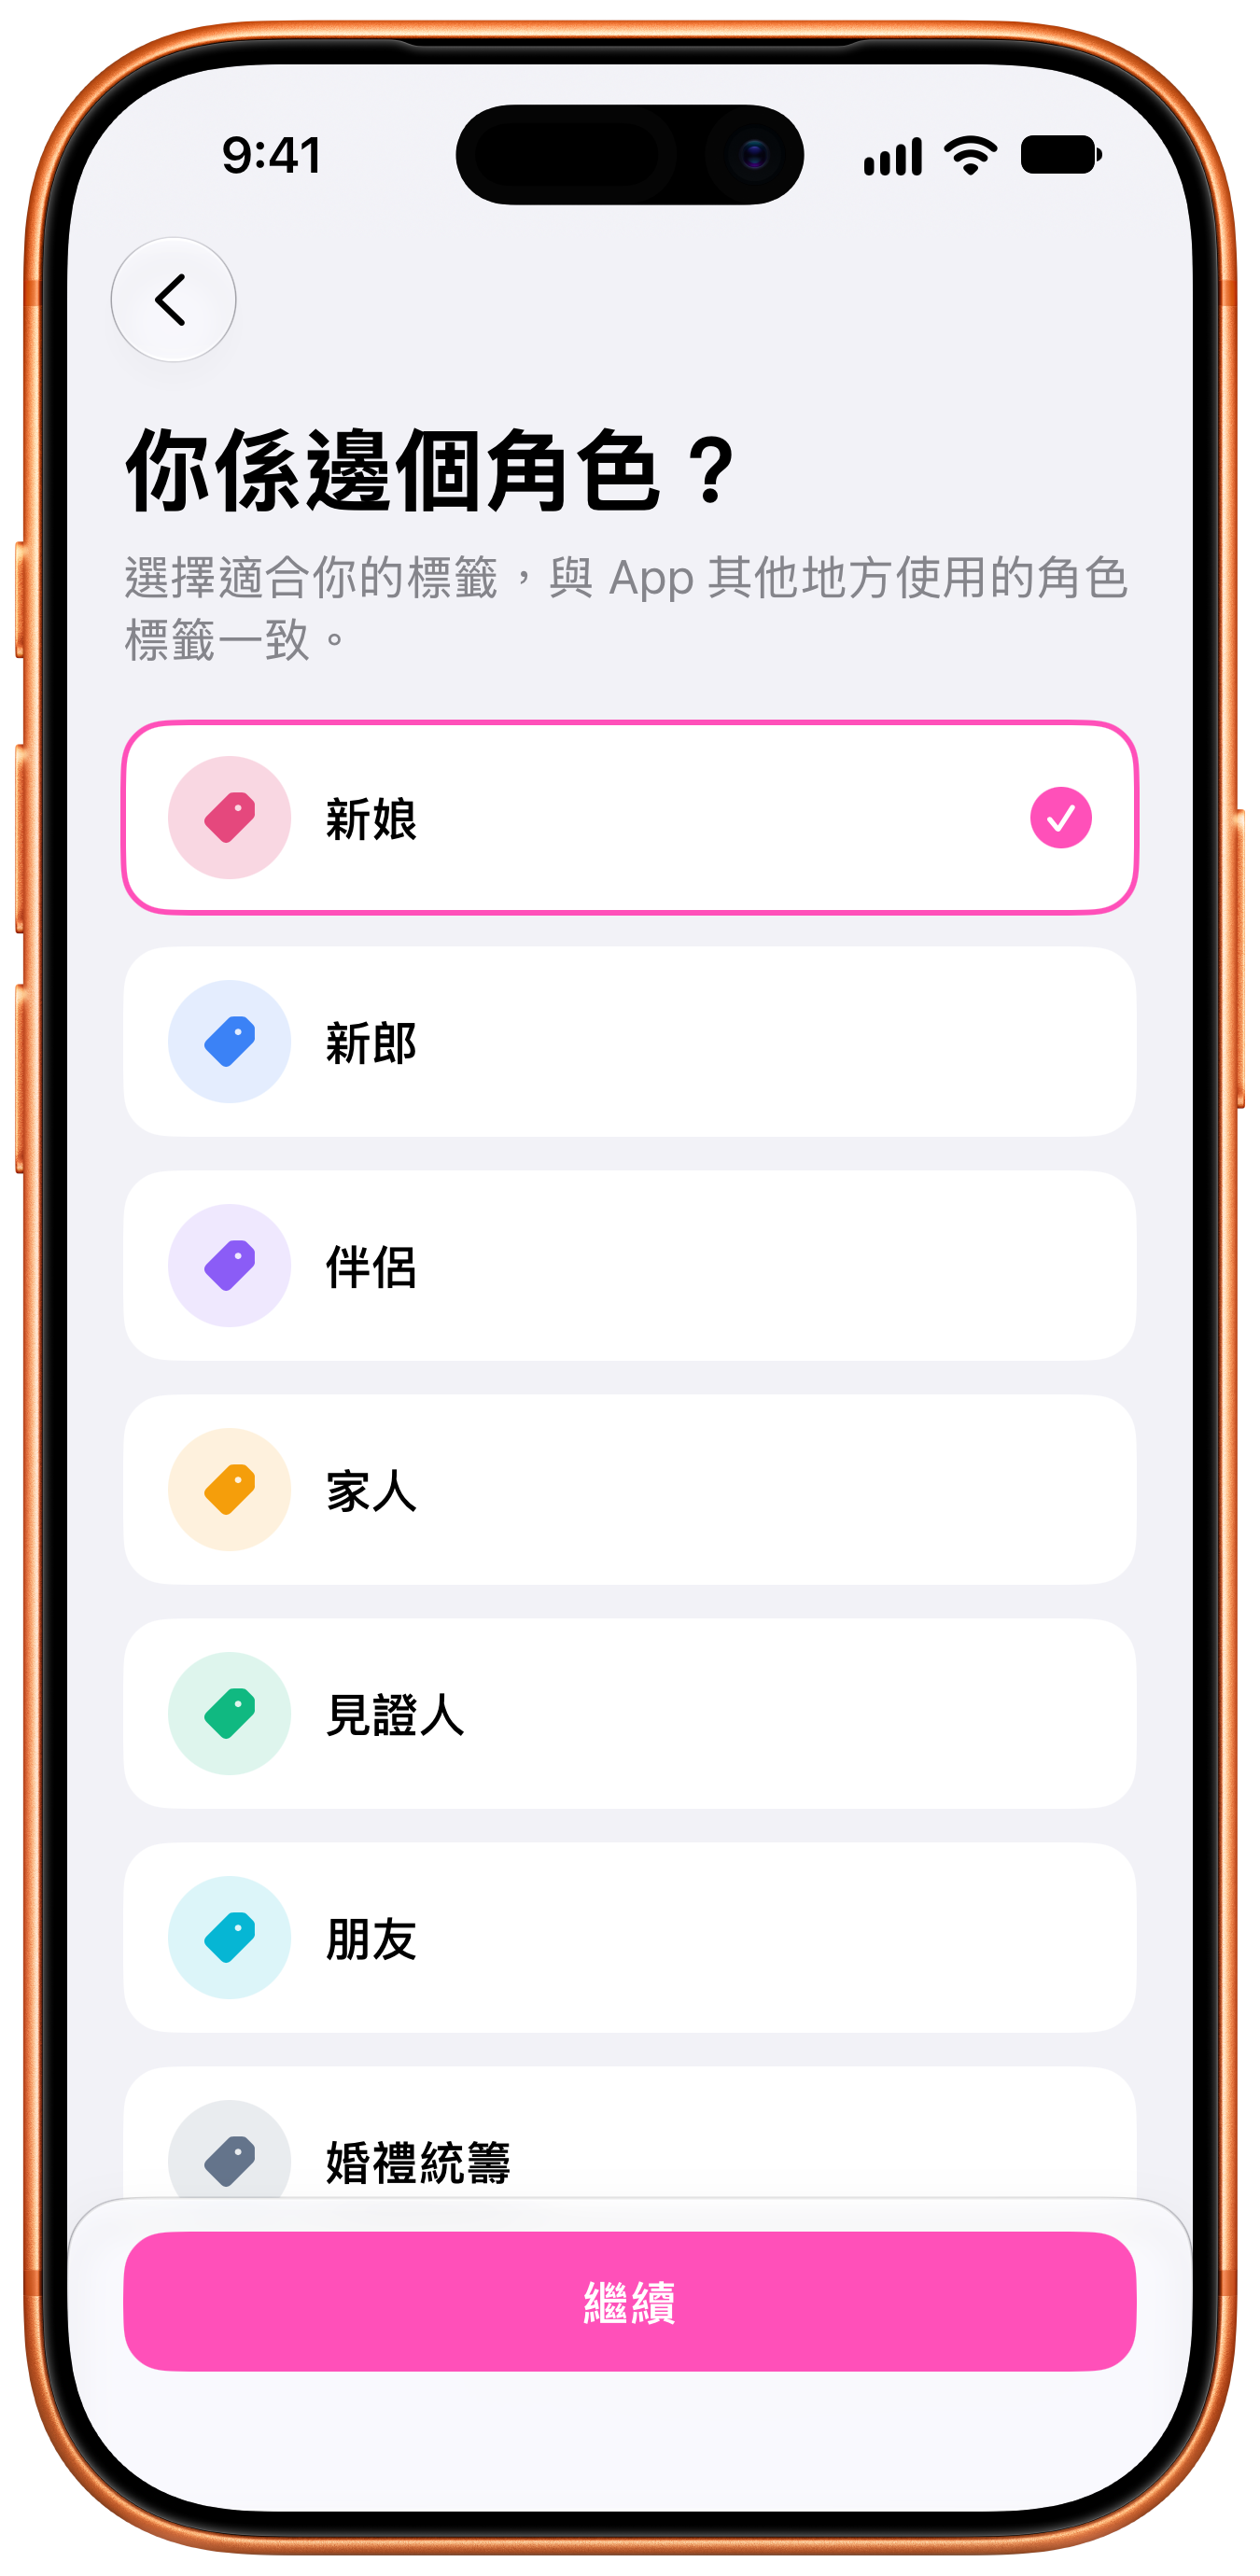 9:41
你係邊個角色？
選擇適合你的標籤，與 App 其他地方使用的角色
標籤一致。
新娘
新郎
伴侶
家人
見證人
朋友
婚禮統籌
繼續